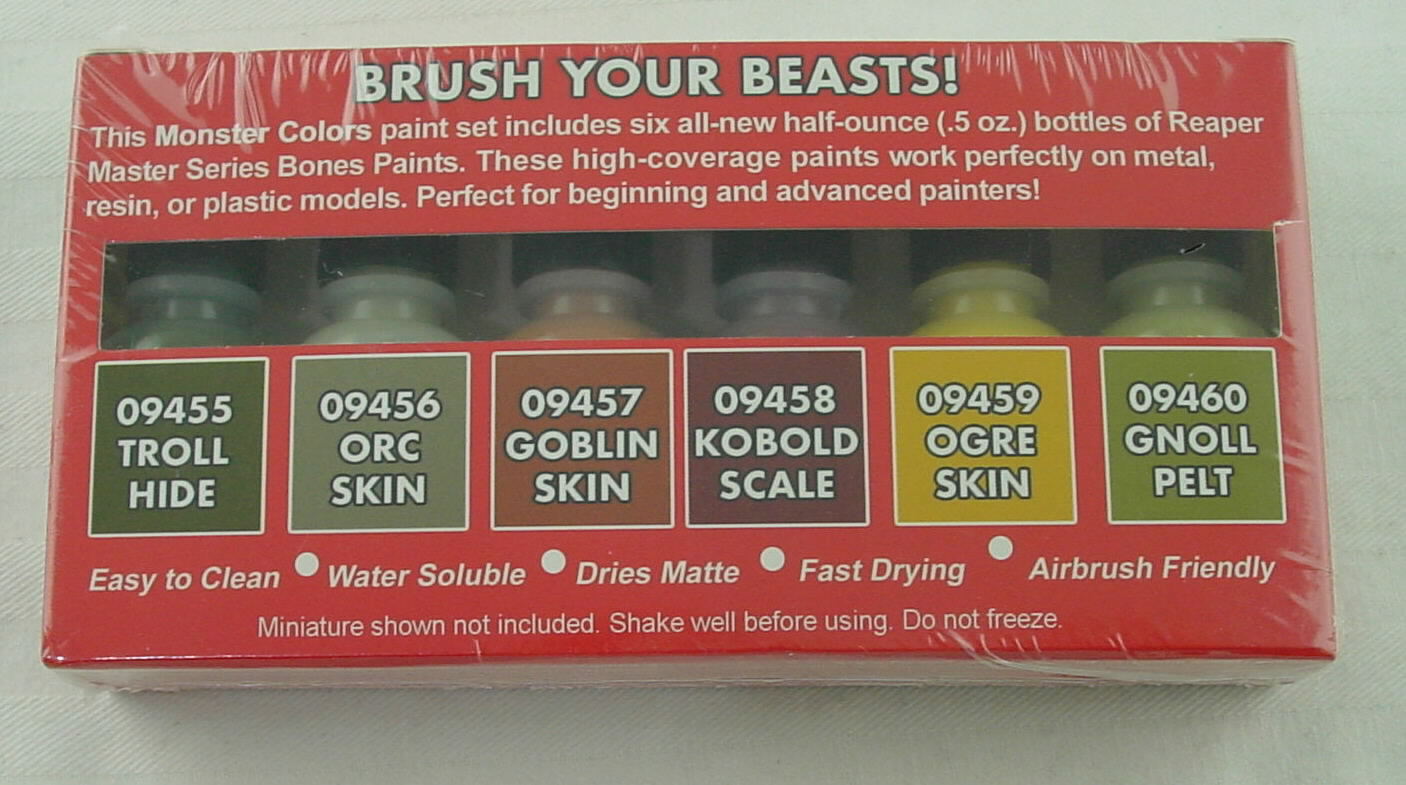 BRUSH YOUR BEASTS!
This Monster Colors paint set includes six all-new half-ounce (.5 oz.) bottles of Reaper
Master Series Bones Paints. These high-coverage paints work perfectly on metal,
resin, or plastic models. Perfect for beginning and advanced painters!
09455
TROLL
HIDE
09456
ORC
SKIN
09457
GOBLIN
SKIN
09458
KOBOLD
SCALE
09459
OGRE
SKIN
09460
GNOLL
PELT
Easy to Clean ● Water Soluble ● Dries Matte ● Fast Drying ● Airbrush Friendly
Miniature shown not included. Shake well before using. Do not freeze.